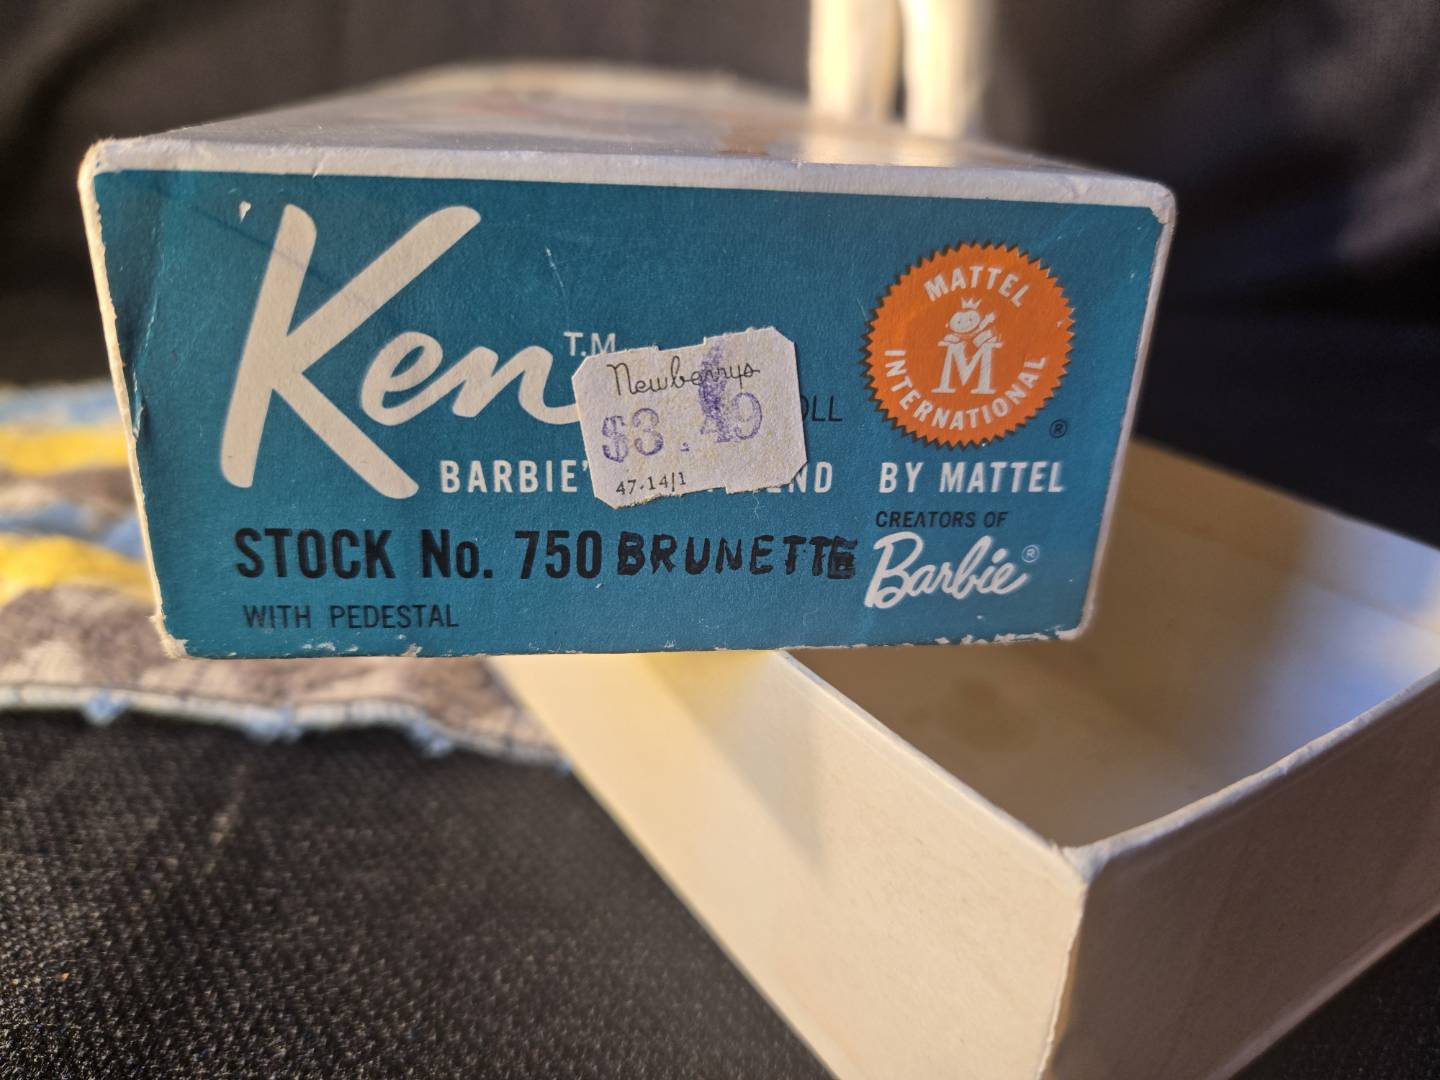 Ken T.M.
Newberrys
$3.49
47-14/1
OLL
BARBIE' END BY MATTEL
MATTEL
M
INTERNATIONAL
®
CREATORS OF
Barbie®
STOCK No. 750 BRUNETTE
WITH PEDESTAL